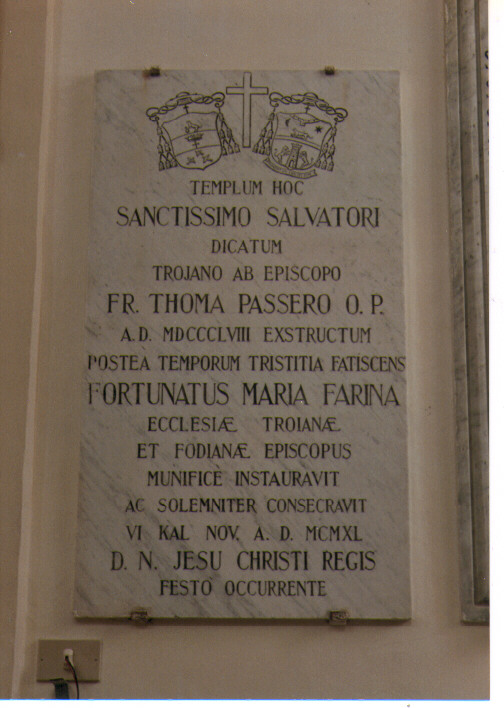 TEMPLUM HOC
SANCTISSIMO SALVATORI
DICATUM
TROJANO AB EPISCOPO
FR. THOMA PASSERO O. P.
A. D. MDCCCLVIII EXSTRUCTUM
POSTEA TEMPORUM TRISTITIA FATISCENS
FORTUNATUS MARIA FARINA
ECCLESIÆ TROIANÆ
ET FODIANÆ EPISCOPUS
MUNIFICE INSTAURAVIT
AC SOLEMNITER CONSECRAVIT
VI KAL NOV. A. D. MCMXL
D. N. JESU CHRISTI REGIS
FESTO OCCURRENTE